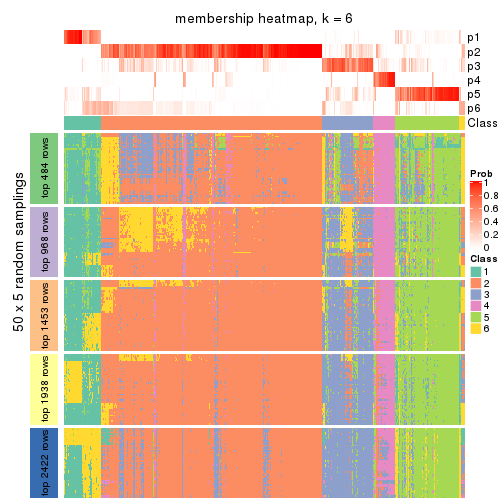 membership heatmap, k = 6
p1
p2
p3
p4
p5
p6
Class
50 x 5 random samplings
top 484 rows
top 968 rows
top 1453 rows
top 1938 rows
top 2422 rows
Prob
1
0.8
0.6
0.4
0.2
0
Class
1
2
3
4
5
6